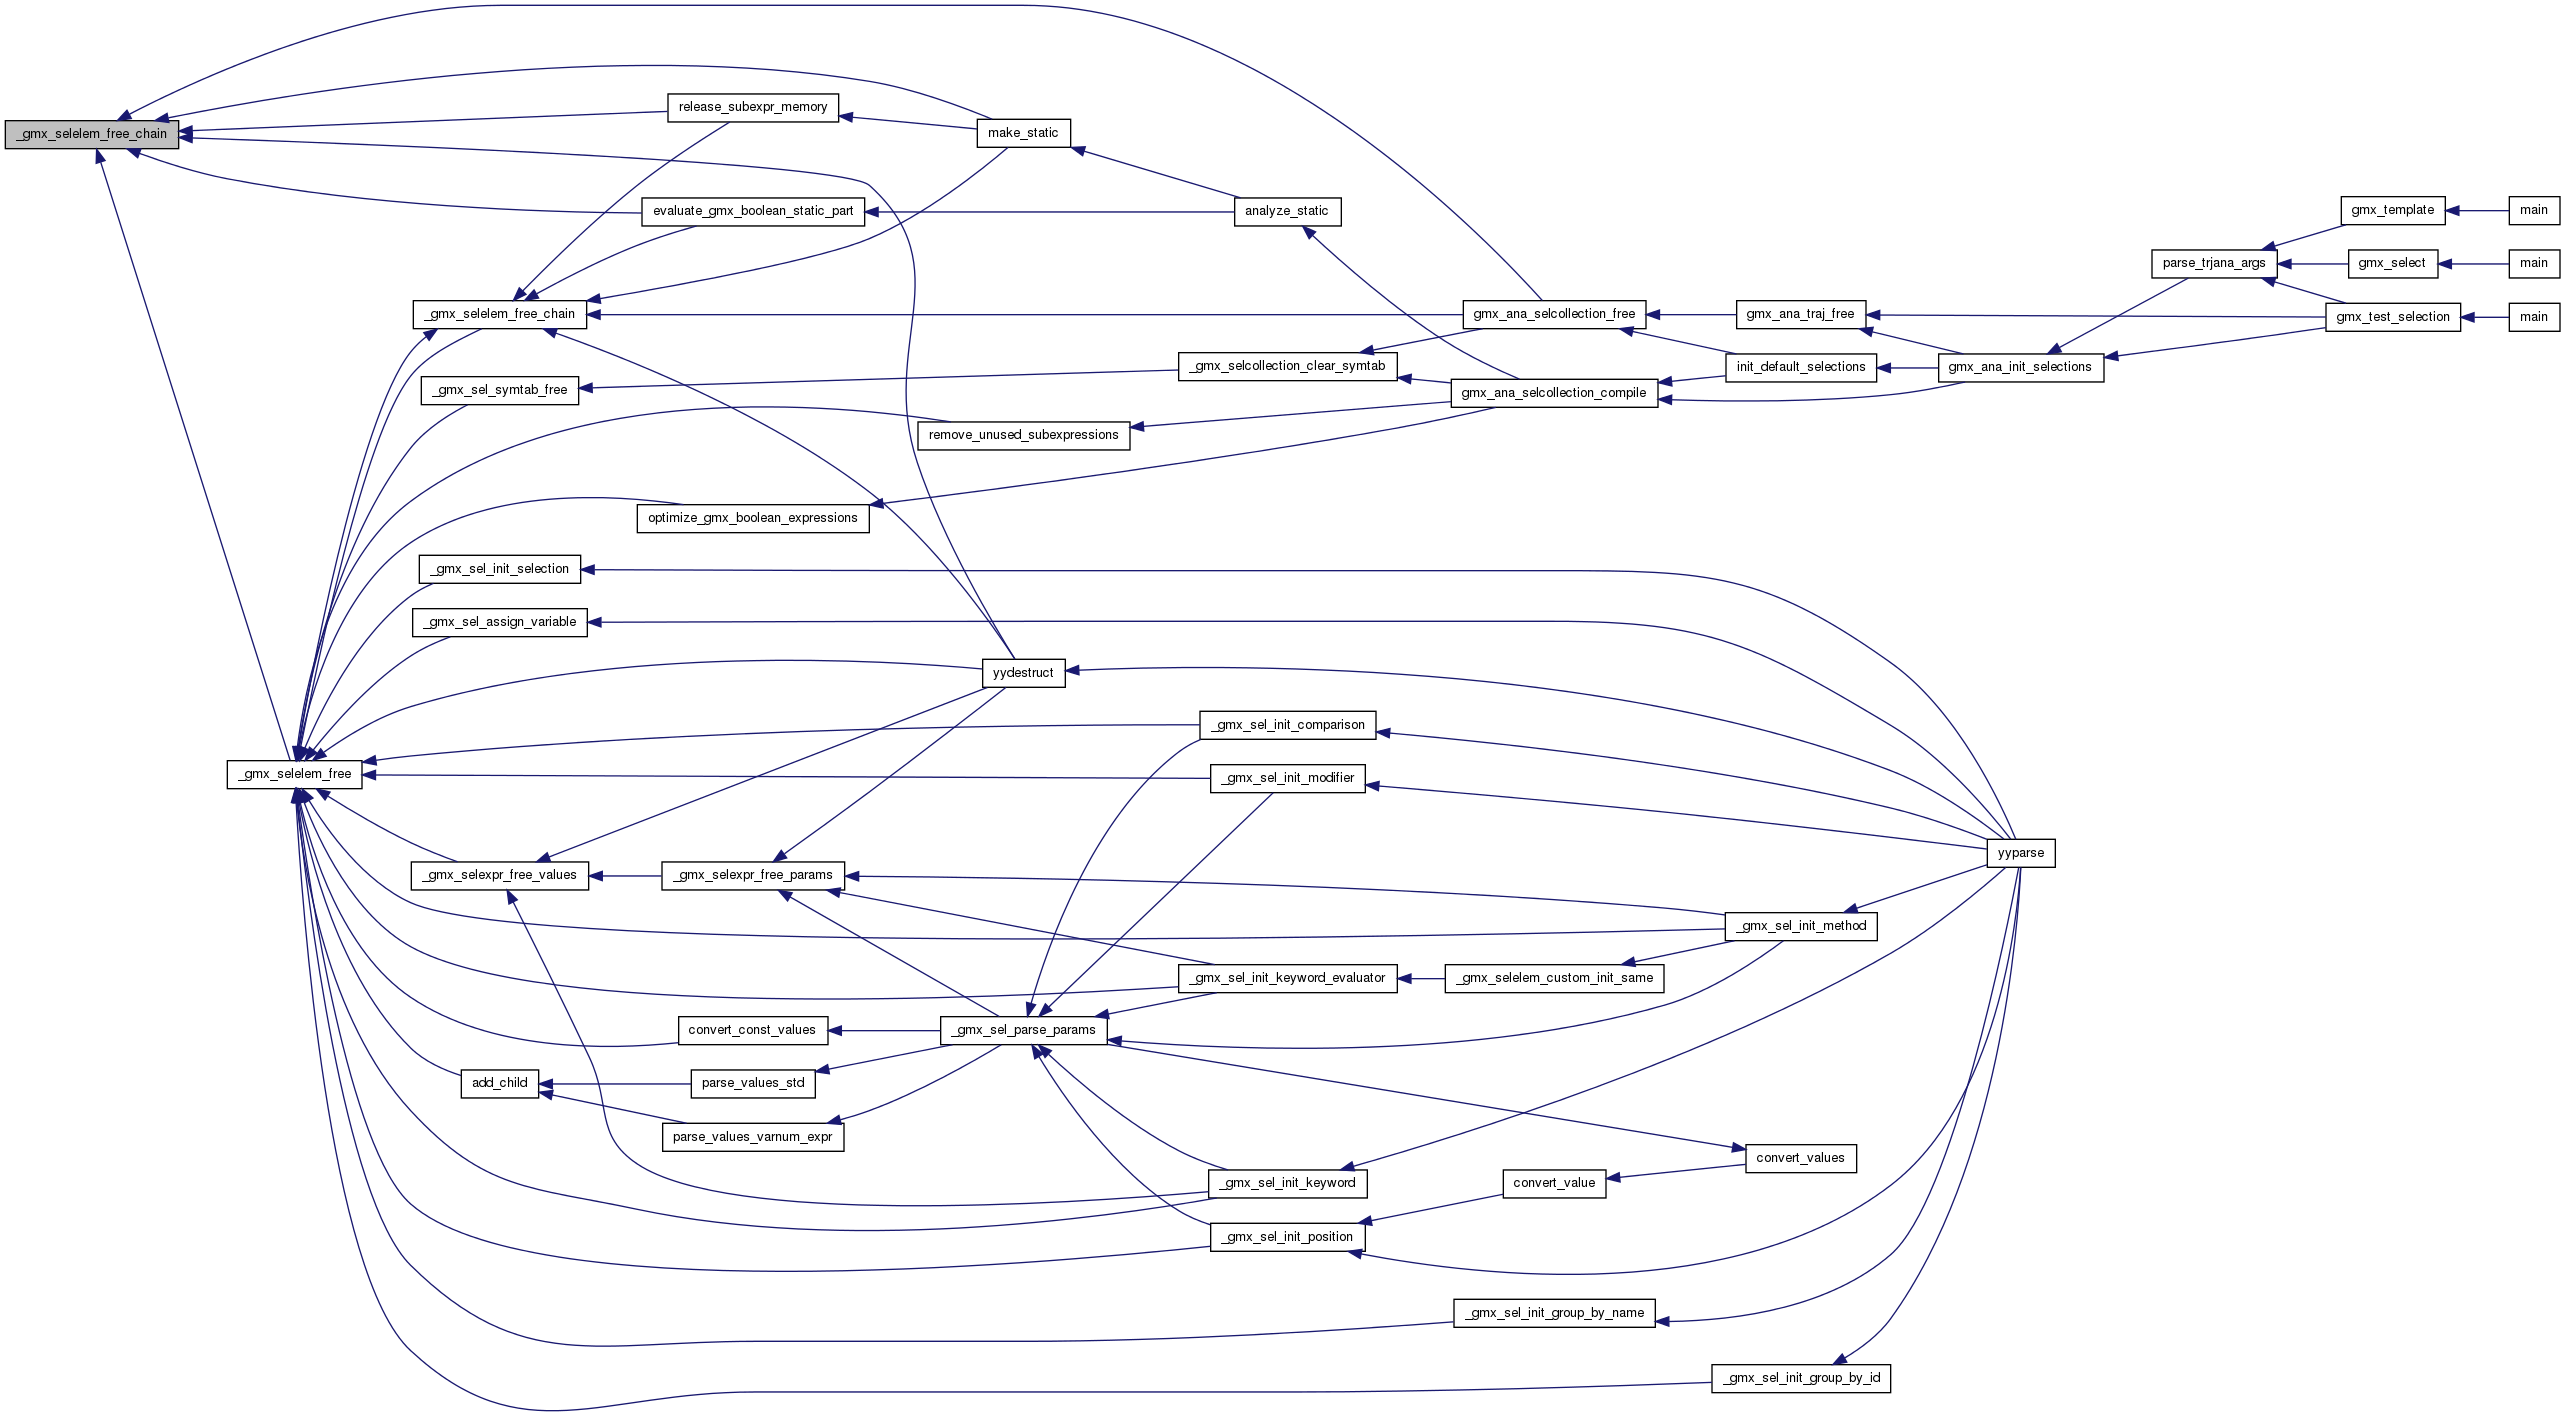 _gmx_selelem_free_chain
release_subexpr_memory
make_static
evaluate_gmx_boolean_static_part
analyze_static
gmx_template
main
parse_trjana_args
gmx_select
main
_gmx_selelem_free_chain
gmx_ana_selcollection_free
gmx_ana_traj_free
gmx_test_selection
main
_gmx_selcollection_clear_symtab
init_default_selections
gmx_ana_init_selections
_gmx_sel_symtab_free
gmx_ana_selcollection_compile
remove_unused_subexpressions
optimize_gmx_boolean_expressions
_gmx_sel_init_selection
_gmx_sel_assign_variable
yydestruct
_gmx_sel_init_comparison
_gmx_selelem_free
_gmx_sel_init_modifier
yyparse
_gmx_selexpr_free_values
_gmx_selexpr_free_params
_gmx_sel_init_method
_gmx_sel_init_keyword_evaluator
_gmx_selelem_custom_init_same
convert_const_values
_gmx_sel_parse_params
add_child
parse_values_std
parse_values_varnum_expr
convert_values
_gmx_sel_init_keyword
convert_value
_gmx_sel_init_position
_gmx_sel_init_group_by_name
_gmx_sel_init_group_by_id